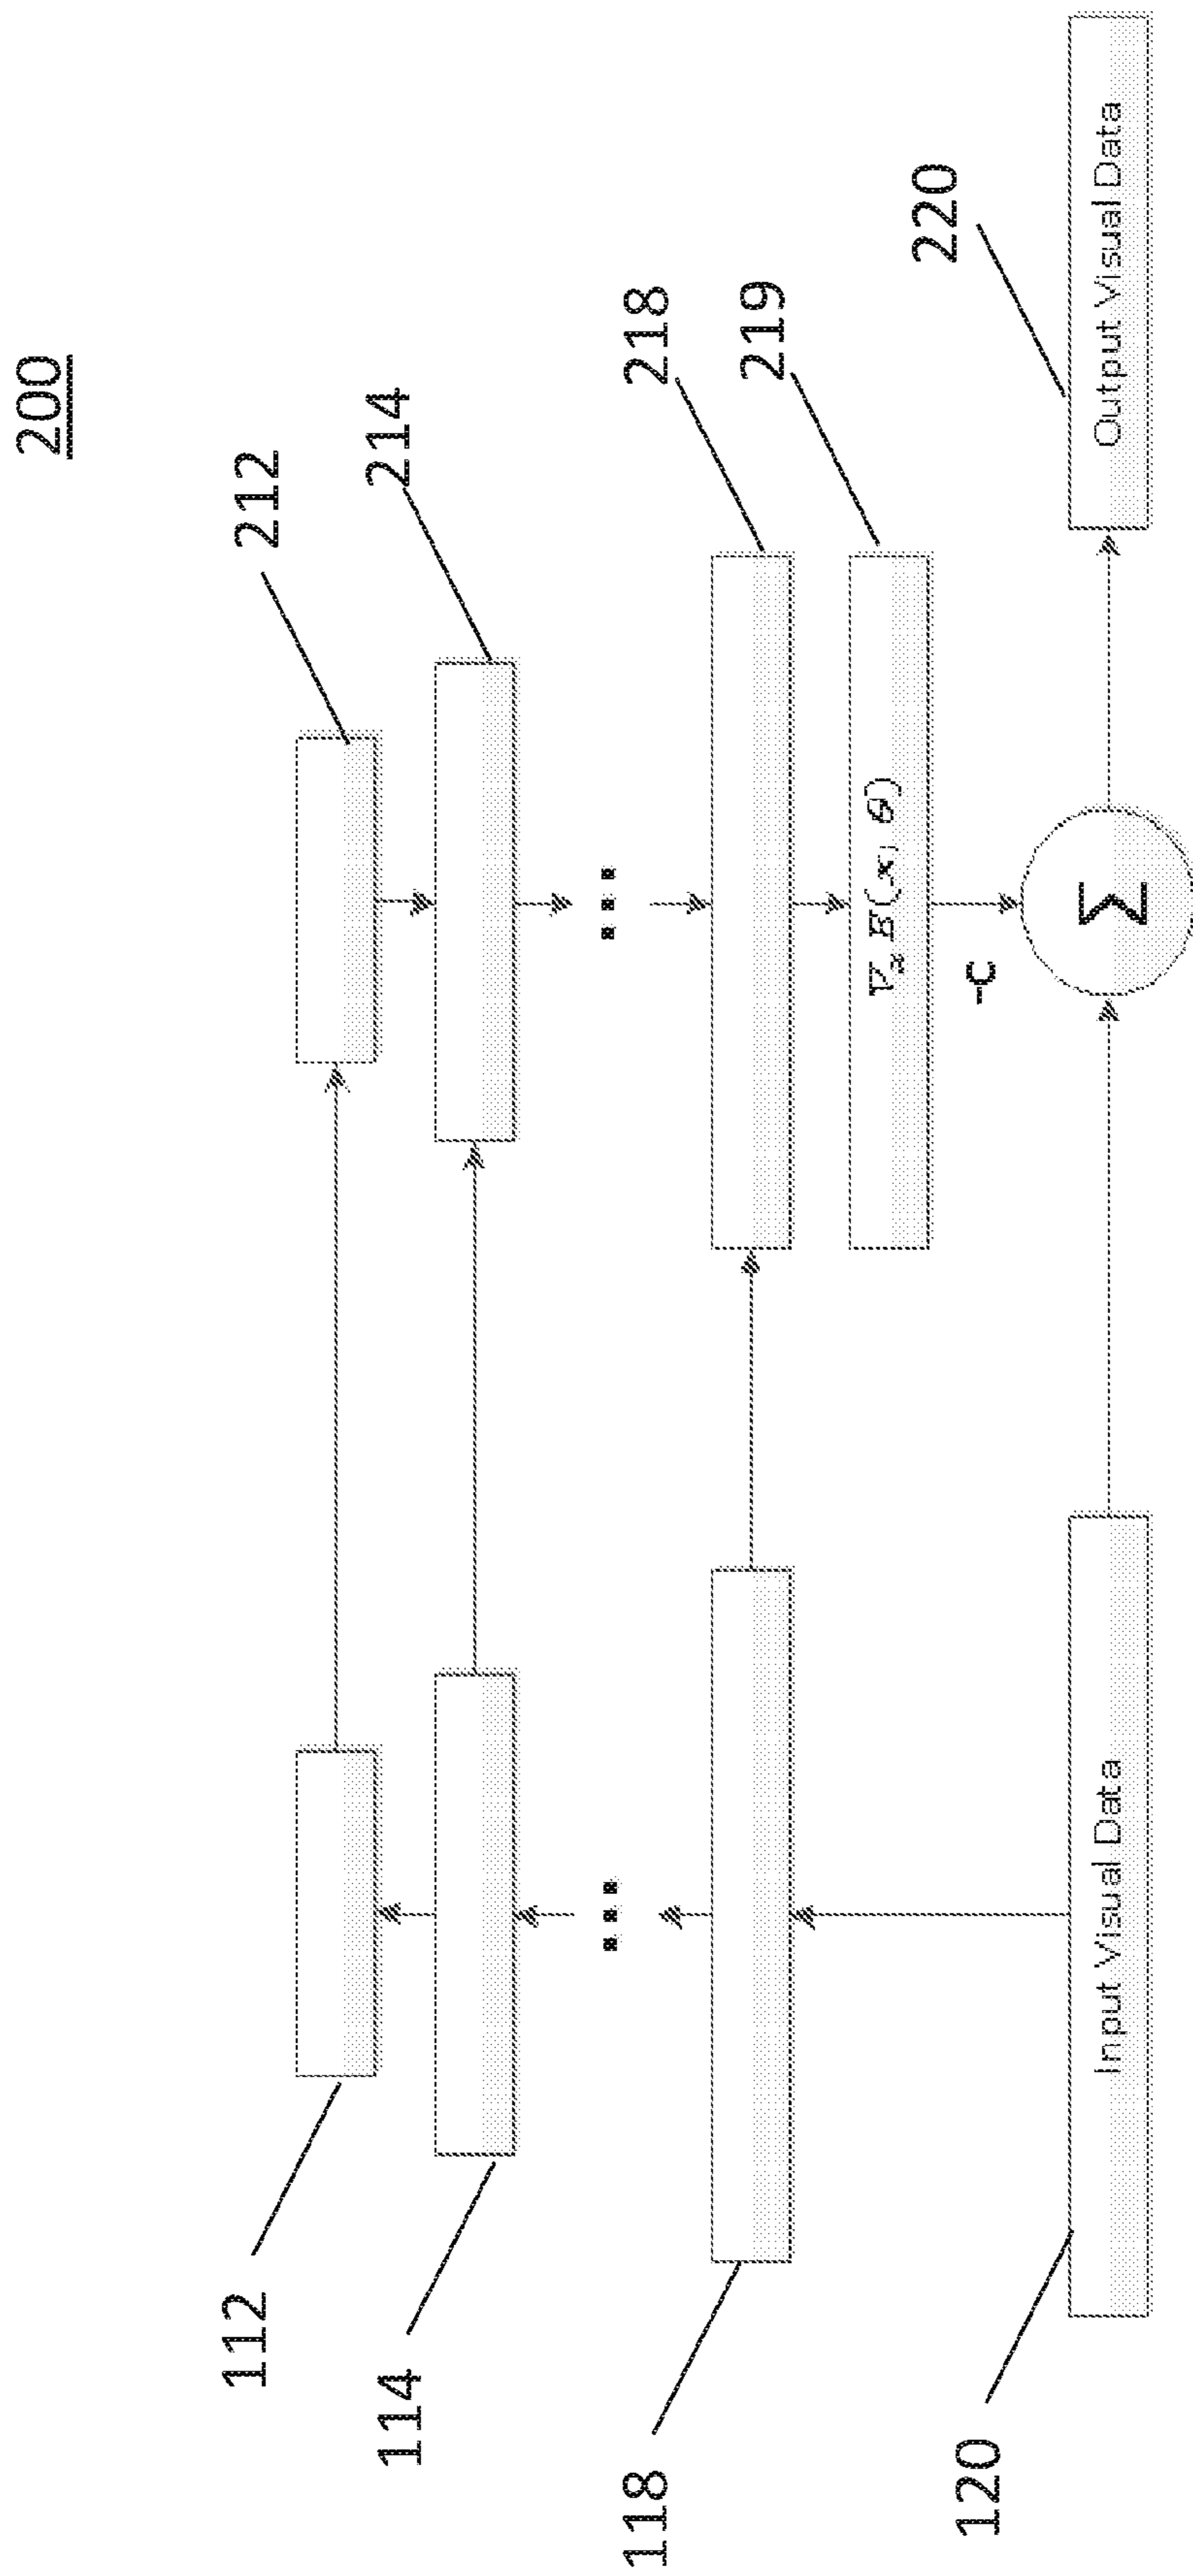 200
112
212
114
214
...
...
118
218
219
∇ₓE(x; θ)
-C
Σ
120
Input Visual Data
220
Output Visual Data